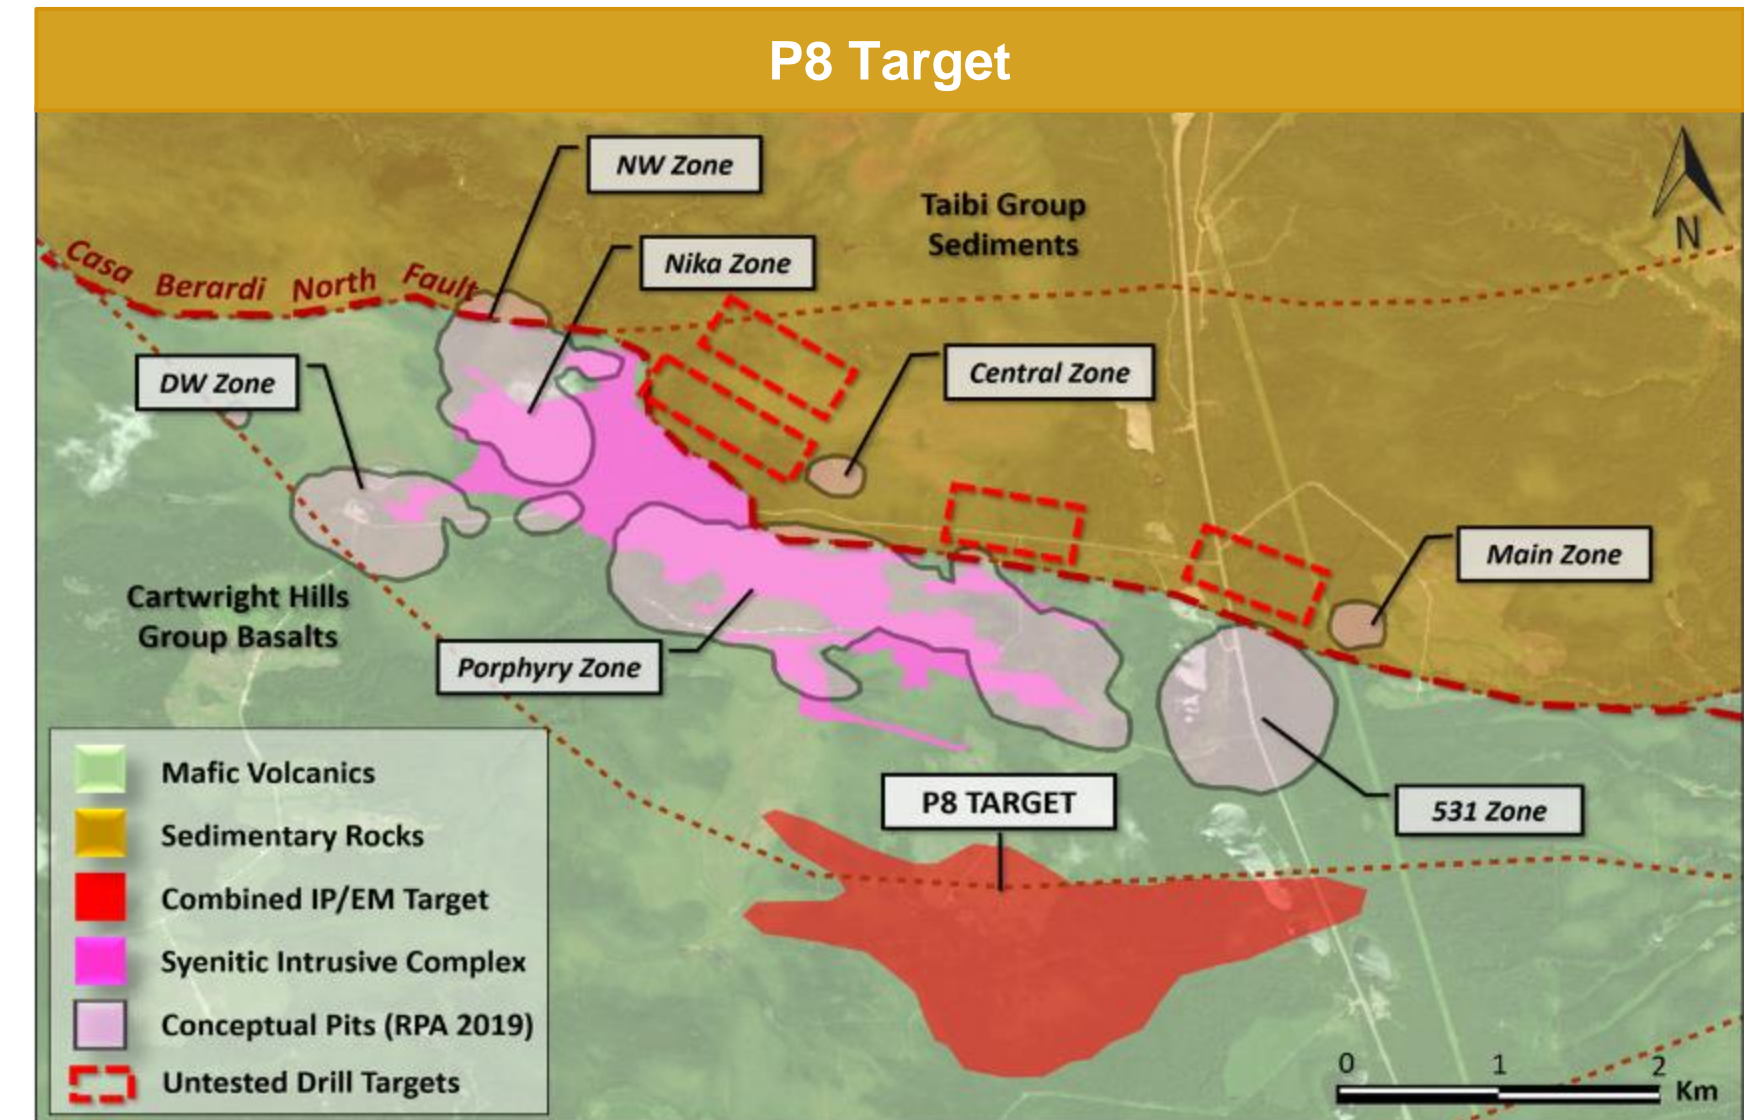 P8 Target
NW Zone
Taibi Group
Sediments
N
Nika Zone
Casa Berardi North Fault
DW Zone
Central Zone
Main Zone
Cartwright Hills
Group Basalts
Porphyry Zone
P8 TARGET
531 Zone
Mafic Volcanics
Sedimentary Rocks
Combined IP/EM Target
Syenitic Intrusive Complex
Conceptual Pits (RPA 2019)
Untested Drill Targets
0 1 2
Km